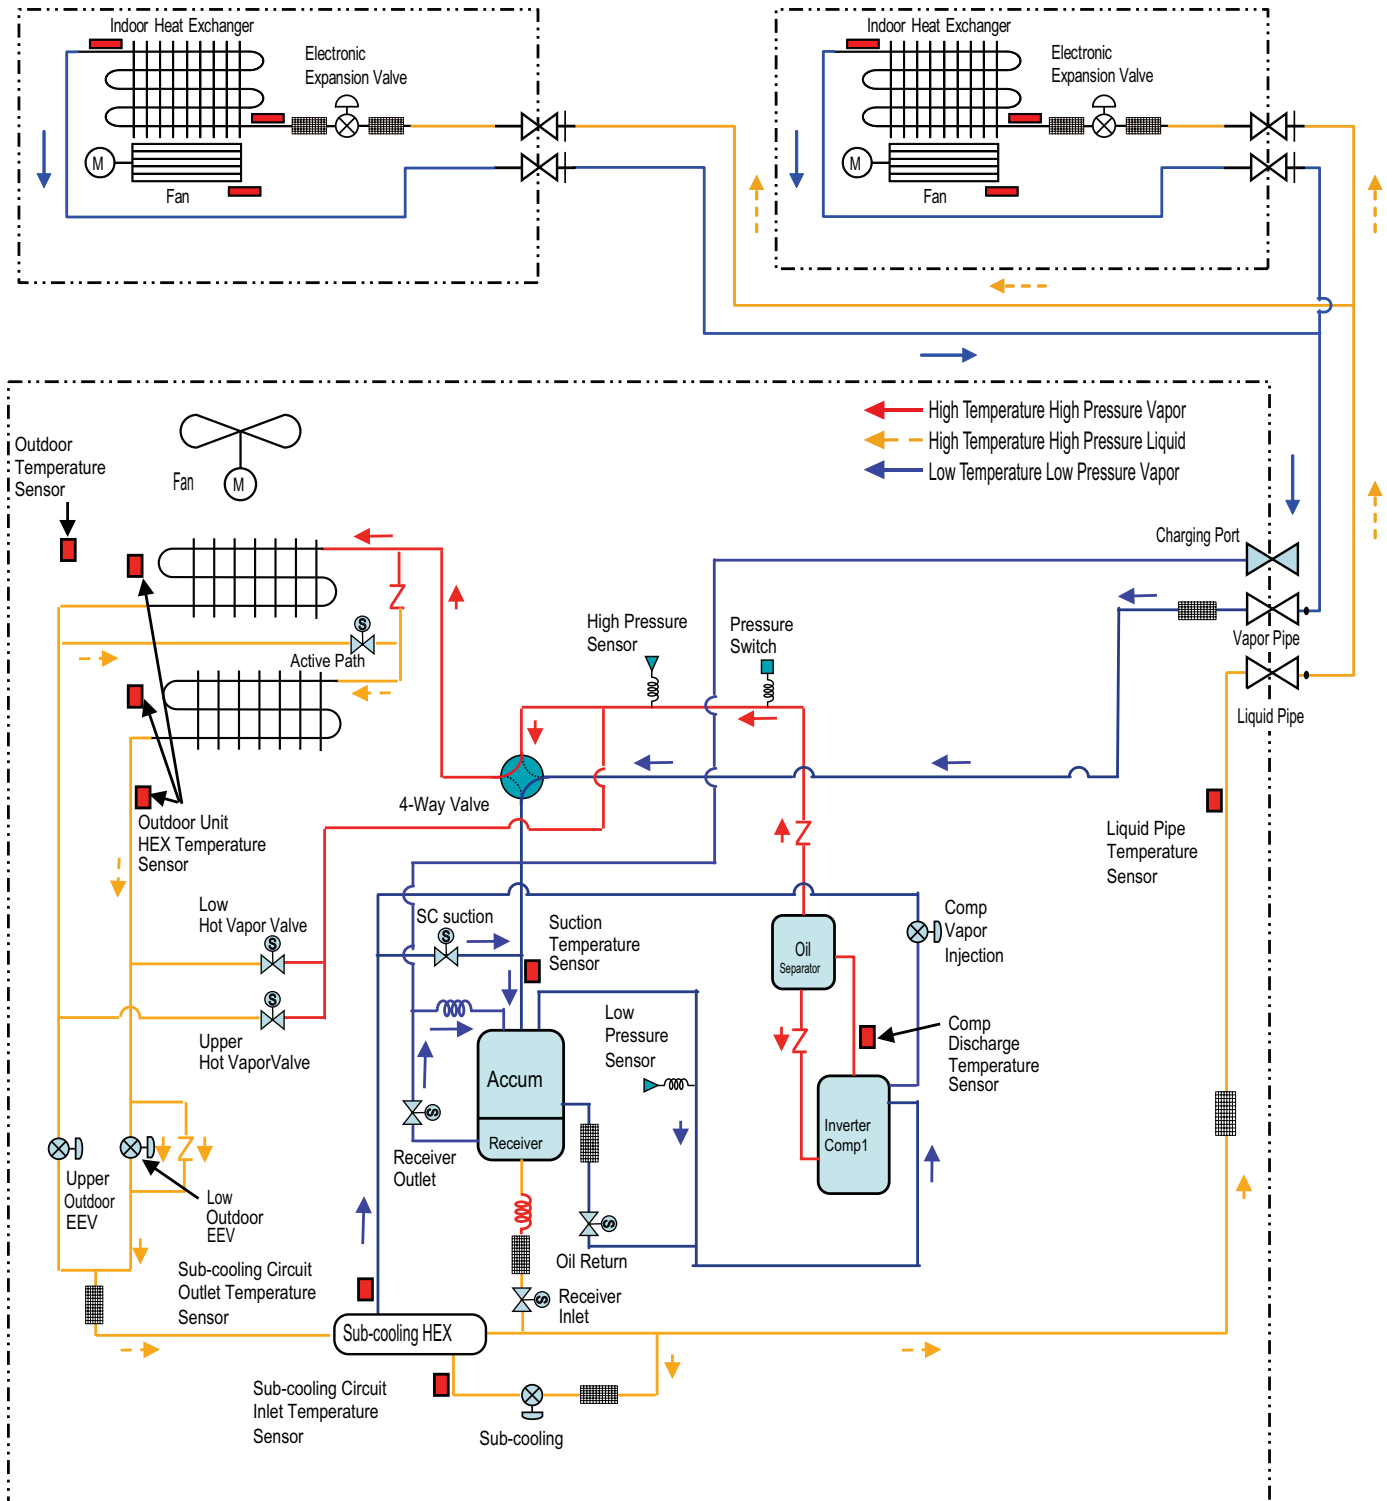 Indoor Heat Exchanger
Electronic
Expansion Valve
M
Fan
Indoor Heat Exchanger
Electronic
Expansion Valve
M
Fan
High Temperature High Pressure Vapor
High Temperature High Pressure Liquid
Low Temperature Low Pressure Vapor
Outdoor
Temperature
Sensor
Fan
M
Charging Port
Vapor Pipe
Liquid Pipe
S
Active Path
High Pressure
Sensor
Pressure
Switch
4-Way Valve
Outdoor Unit
HEX Temperature
Sensor
Liquid Pipe
Temperature
Sensor
Low
Hot Vapor Valve
S
SC suction
S
Suction
Temperature
Sensor
Oil
Separator
Comp
Vapor
Injection
S
Upper
Hot VaporValve
Low
Pressure
Sensor
Comp
Discharge
Temperature
Sensor
Accum
Receiver
S
Receiver
Outlet
Inverter
Comp1
Upper
Outdoor
EEV
Low
Outdoor
EEV
S
Oil Return
Sub-cooling Circuit
Outlet Temperature
Sensor
S
Receiver
Inlet
Sub-cooling HEX
Sub-cooling Circuit
Inlet Temperature
Sensor
Sub-cooling